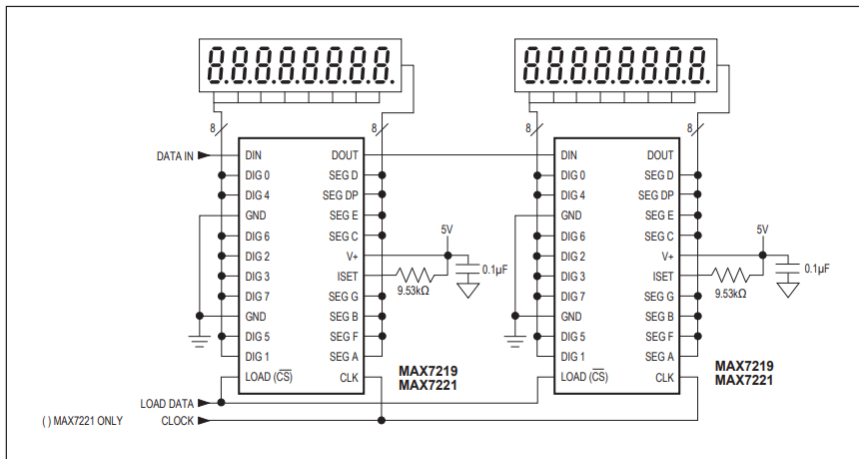 8.8.8.8.8.8.8.8. 8.8.8.8.8.8.8.8.
8 8 8 8
DATA IN DIN DOUT DIN DOUT
DIG 0 SEG D DIG 0 SEG D
DIG 4 SEG DP DIG 4 SEG DP
GND SEG E GND SEG E
DIG 6 SEG C 5V DIG 6 SEG C 5V
DIG 2 V+ DIG 2 V+
DIG 3 ISET 0.1µF DIG 3 ISET 0.1µF
DIG 7 SEG G 9.53kΩ DIG 7 SEG G 9.53kΩ
GND SEG B GND SEG B
DIG 5 SEG F DIG 5 SEG F
DIG 1 SEG A MAX7219 DIG 1 SEG A MAX7219
LOAD (C̅S̅) CLK MAX7221 LOAD (C̅S̅) CLK MAX7221
LOAD DATA
( ) MAX7221 ONLY CLOCK